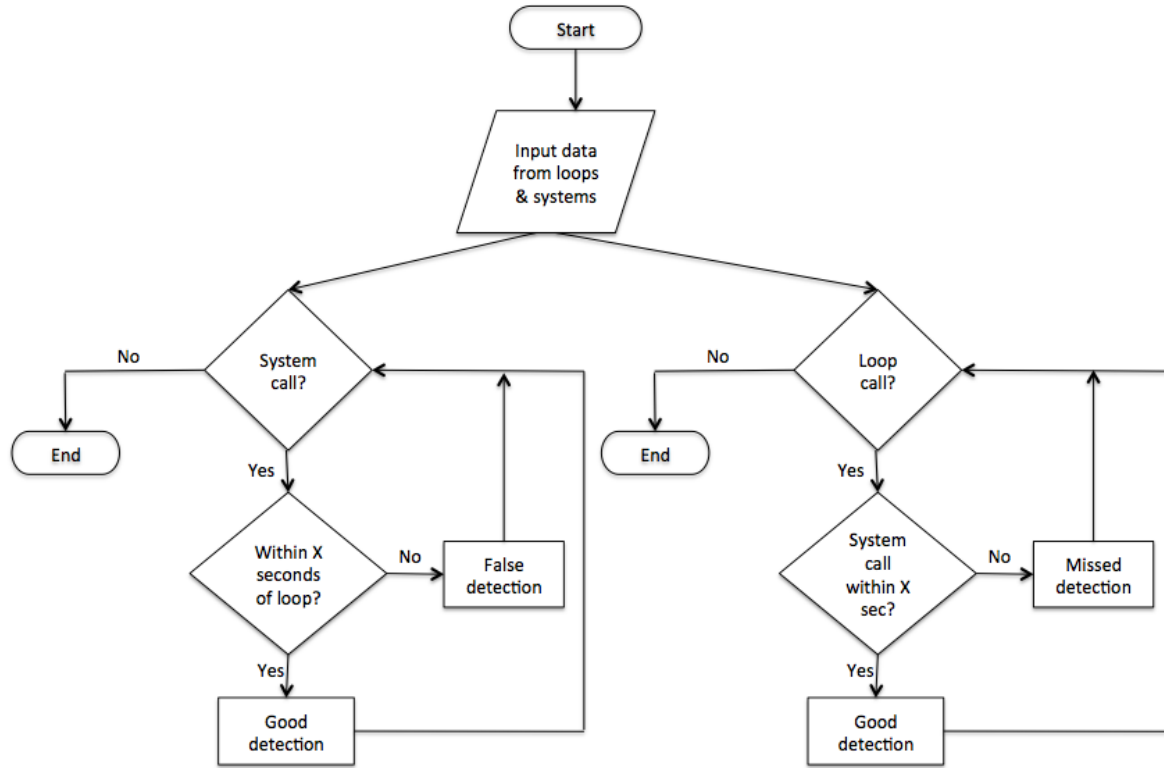 Start
Input data
from loops
& systems
No
System
call?
End
Yes
Within X
seconds
of loop?
No
False
detection
Yes
Good
detection
No
Loop
call?
End
Yes
System
call
within X
sec?
No
Missed
detection
Yes
Good
detection